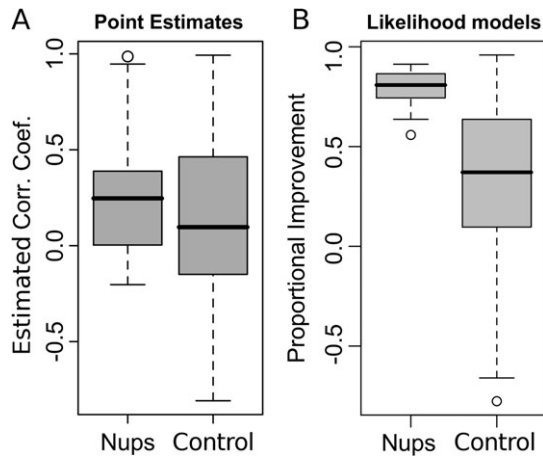 A
Point Estimates
Estimated Corr. Coef.
1.0
0.5
0.0
-0.5
Nups Control
B
Likelihood models
Proportional Improvement
1.0
0.5
0.0
-0.5
Nups Control